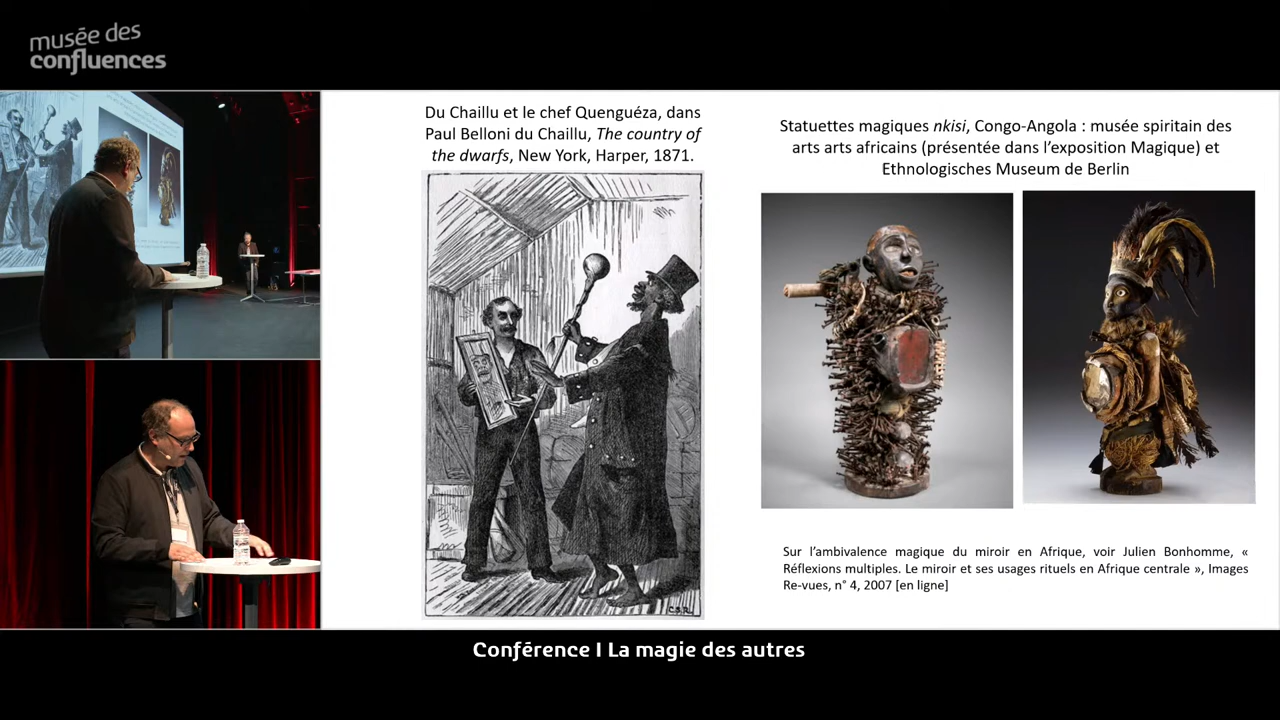 musée des
confluences
Du Chaillu et le chef Quenguéza, dans
Paul Belloni du Chaillu, The country of
the dwarfs, New York, Harper, 1871.
Statuettes magiques nkisi, Congo-Angola : musée spiritain des
arts arts africains (présentée dans l’exposition Magique) et
Ethnologisches Museum de Berlin
Sur l’ambivalence magique du miroir en Afrique, voir Julien Bonhomme, «
Réflexions multiples. Le miroir et ses usages rituels en Afrique centrale », Images
Re-vues, n° 4, 2007 [en ligne]
Conférence I La magie des autres